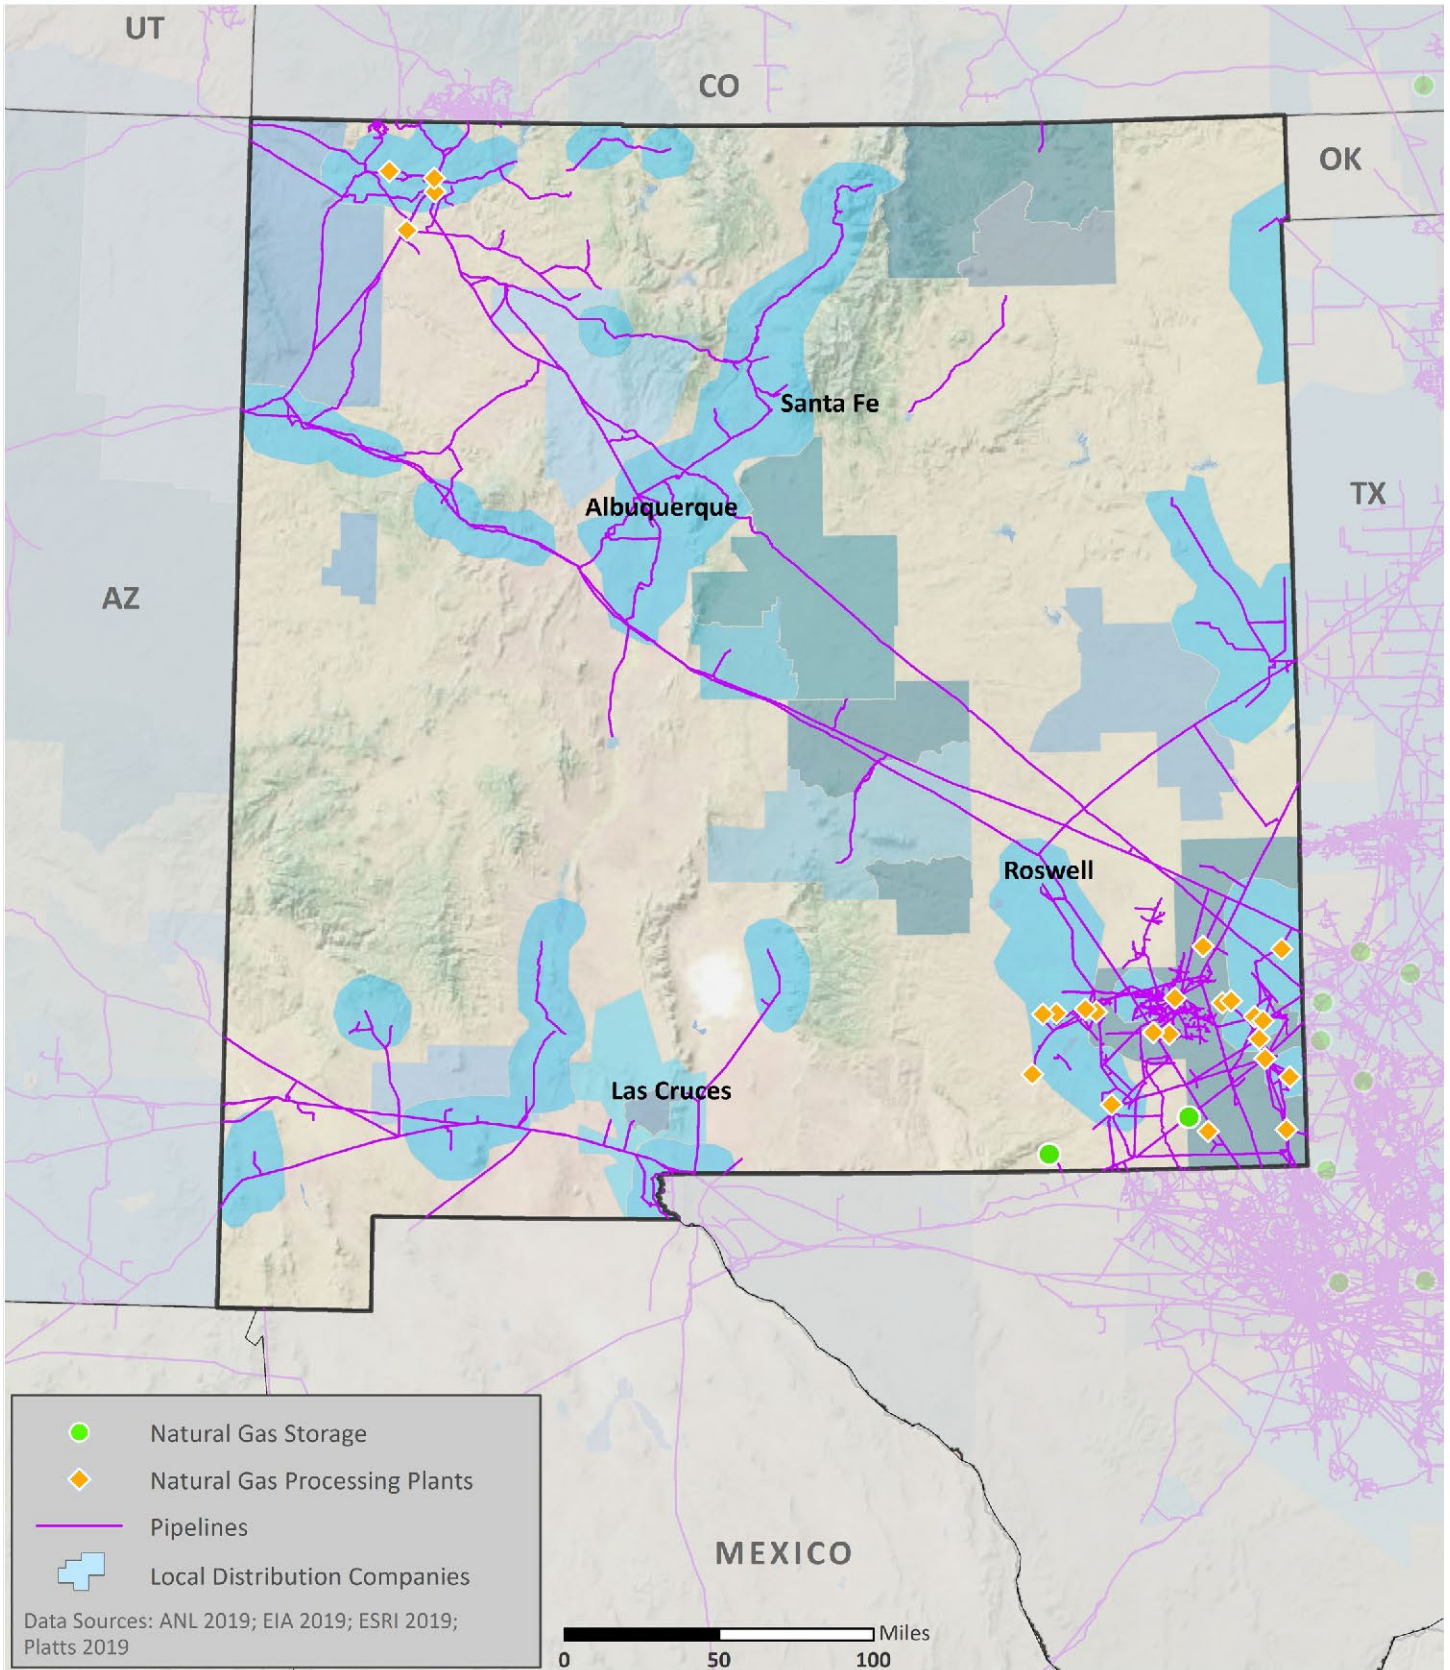 UT
CO
OK
Santa Fe
TX
Albuquerque
AZ
Roswell
Las Cruces
Natural Gas Storage
Natural Gas Processing Plants
Pipelines
Local Distribution Companies
Data Sources: ANL 2019; EIA 2019; ESRI 2019;
Platts 2019
MEXICO
Miles
0 50 100